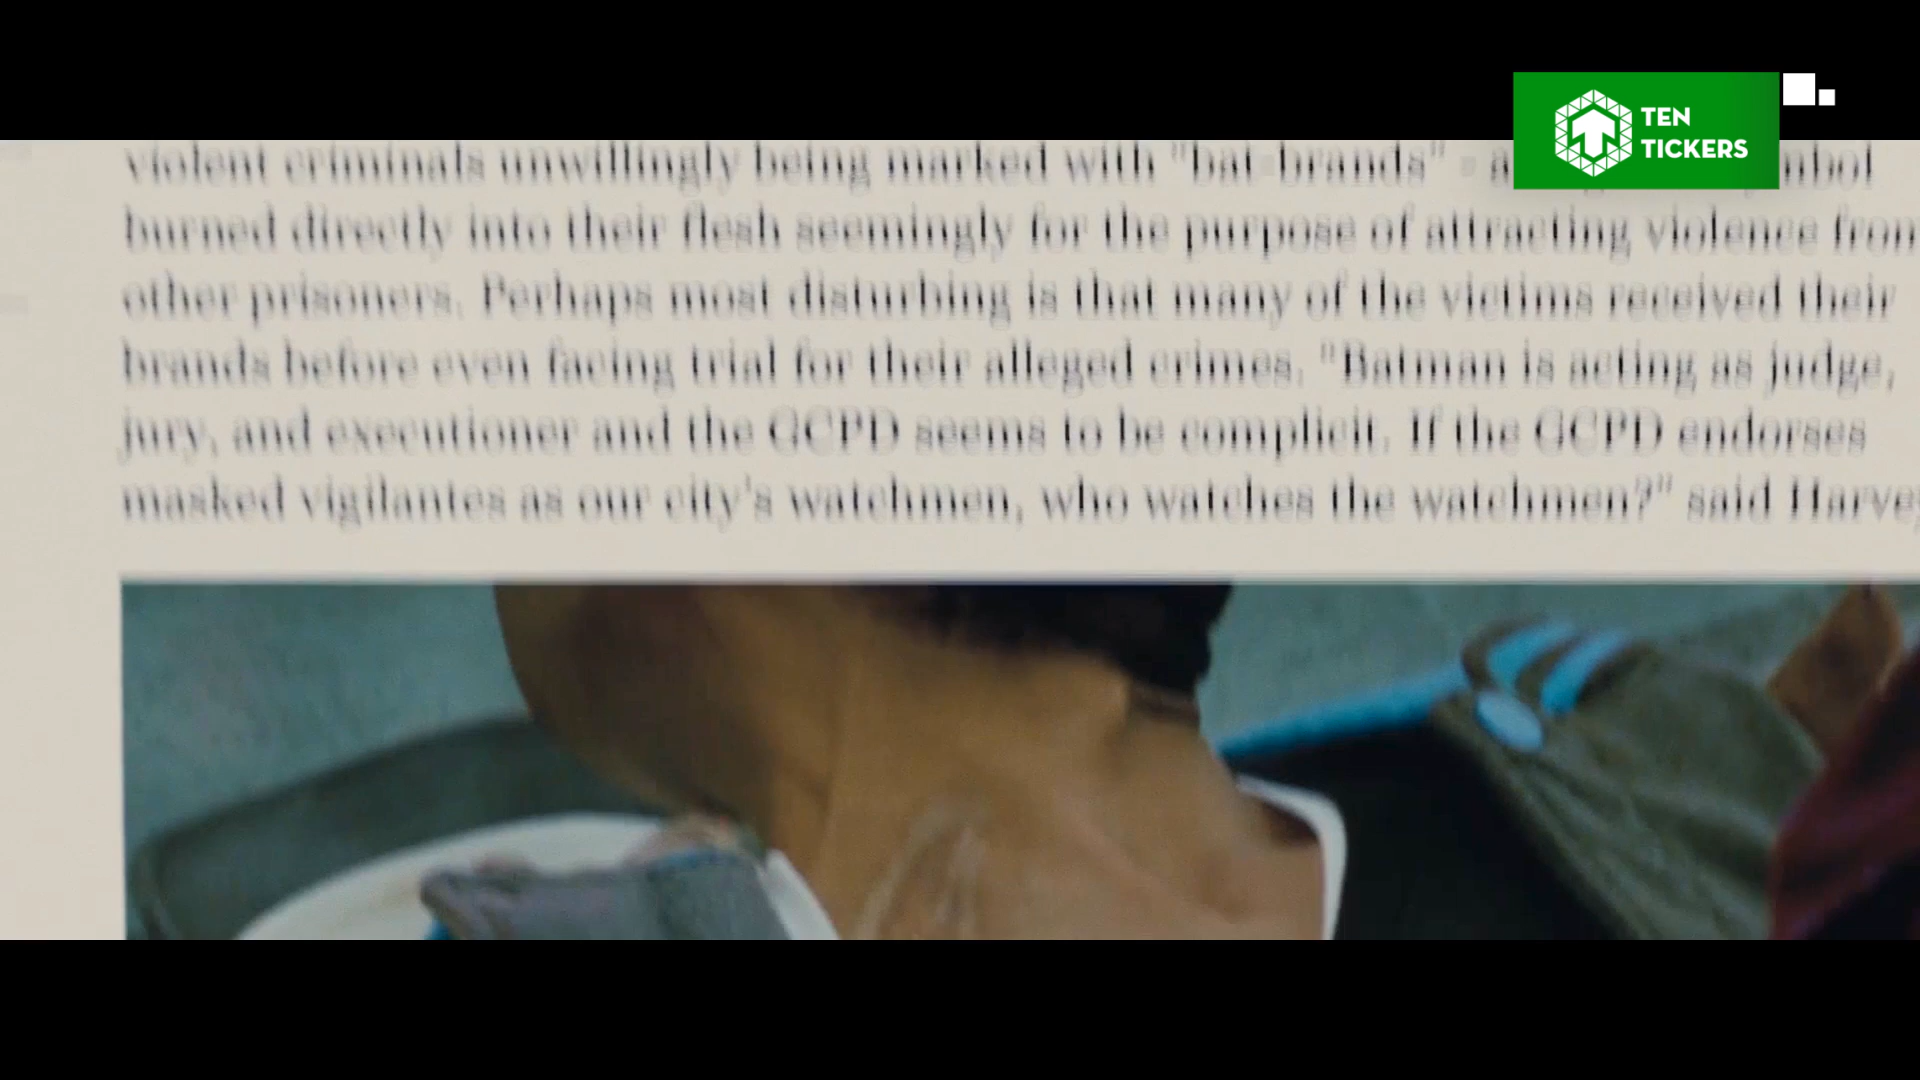 TEN
TICKERS
violent criminals unwillingly being marked with "bat-brands" -
burned directly into their flesh seemingly for the purpose of attracting violence from
other prisoners. Perhaps most disturbing is that many of the victims received their
brands before even facing trial for their alleged crimes. "Batman is acting as judge,
jury, and executioner and the GCPD seems to be complicit. If the GCPD endorses
masked vigilantes as our city's watchmen, who watches the watchmen?" said Harvey